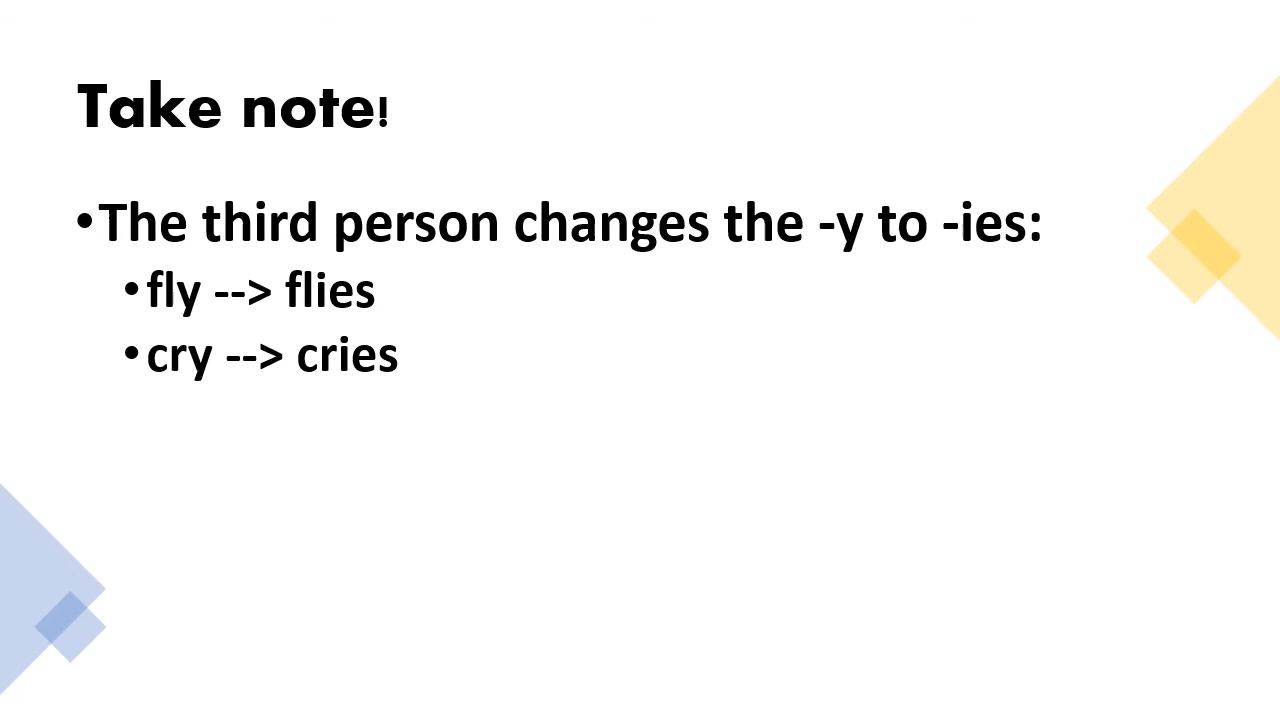 Take note!
•The third person changes the -y to -ies:
•fly --> flies
•cry --> cries